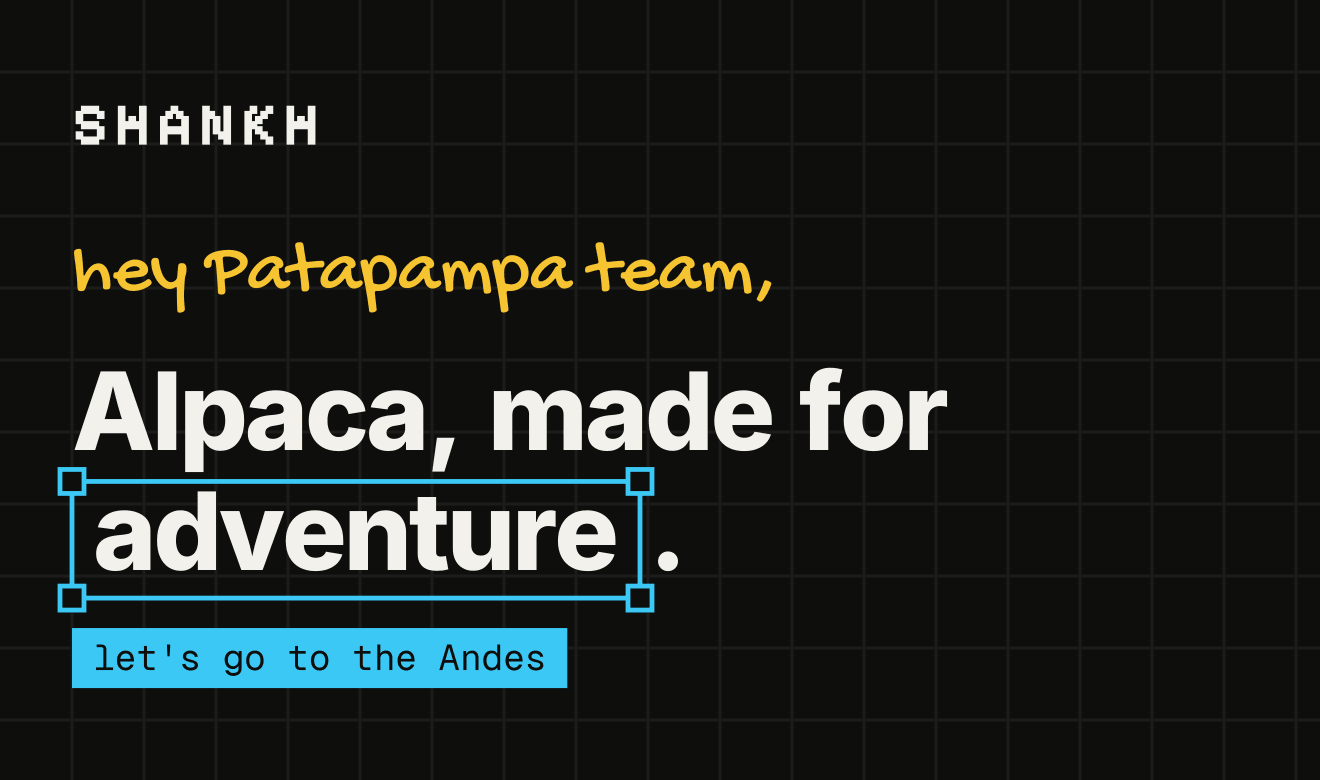 SHANKH
hey Patapampa team,
Alpaca, made for
adventure.
let's go to the Andes